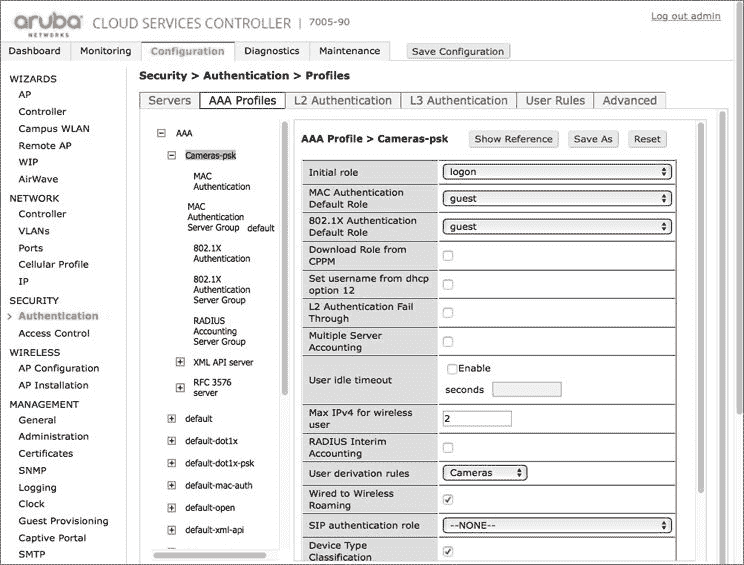 aruba NETWORKS CLOUD SERVICES CONTROLLER | 7005-90
Log out admin
Dashboard Monitoring Configuration Diagnostics Maintenance Save Configuration
WIZARDS
AP
Controller
Campus WLAN
Remote AP
WIP
AirWave
NETWORK
Controller
VLANs
Ports
Cellular Profile
IP
SECURITY
> Authentication
Access Control
WIRELESS
AP Configuration
AP Installation
MANAGEMENT
General
Administration
Certificates
SNMP
Logging
Clock
Guest Provisioning
Captive Portal
SMTP
Security > Authentication > Profiles
Servers AAA Profiles L2 Authentication L3 Authentication User Rules Advanced
AAA
Cameras-psk
MAC
Authentication
MAC
Authentication
Server Group default
802.1X
Authentication
802.1X
Authentication
Server Group
RADIUS
Accounting
Server Group
XML API server
RFC 3576
server
default
default-dot1x
default-dot1x-psk
default-mac-auth
default-open
default-xml-api
AAA Profile > Cameras-psk Show Reference Save As Reset
Initial role logon
MAC Authentication
Default Role guest
802.1X Authentication
Default Role guest
Download Role from
CPPM
Set username from dhcp
option 12
L2 Authentication Fail
Through
Multiple Server
Accounting
User idle timeout Enable
seconds
Max IPv4 for wireless
user 2
RADIUS Interim
Accounting
User derivation rules Cameras
Wired to Wireless
Roaming
SIP authentication role --NONE--
Device Type
Classification